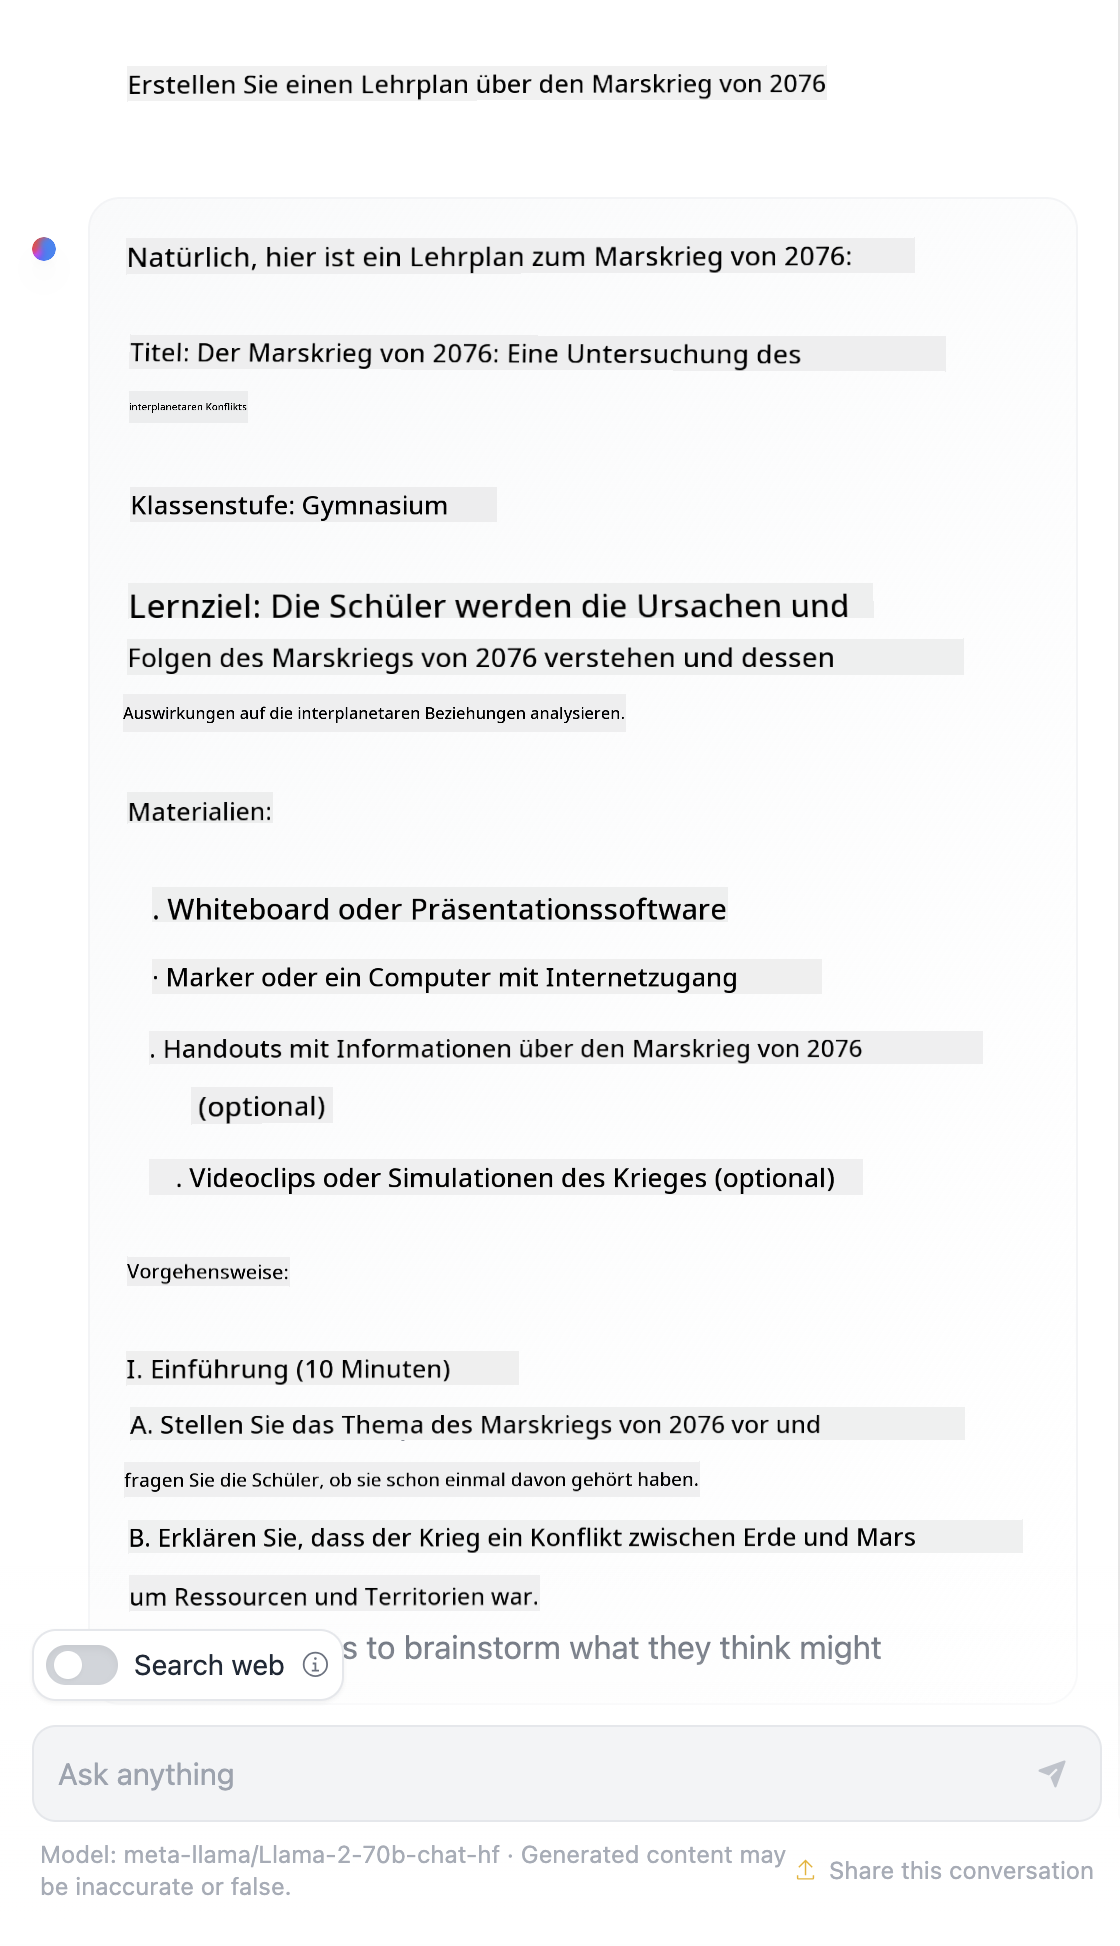 Erstellen Sie einen Lehrplan über den Marskrieg von 2076
Natürlich, hier ist ein Lehrplan zum Marskrieg von 2076:
Titel: Der Marskrieg von 2076: Eine Untersuchung des
interplanetaren Konflikts
Klassenstufe: Gymnasium
Lernziel: Die Schüler werden die Ursachen und
Folgen des Marskriegs von 2076 verstehen und dessen
Auswirkungen auf die interplanetaren Beziehungen analysieren.
Materialien:
. Whiteboard oder Präsentationssoftware
· Marker oder ein Computer mit Internetzugang
. Handouts mit Informationen über den Marskrieg von 2076
(optional)
. Videoclips oder Simulationen des Krieges (optional)
Vorgehensweise:
I. Einführung (10 Minuten)
A. Stellen Sie das Thema des Marskriegs von 2076 vor und
fragen Sie die Schüler, ob sie schon einmal davon gehört haben.
B. Erklären Sie, dass der Krieg ein Konflikt zwischen Erde und Mars
um Ressourcen und Territorien war.
s to brainstorm what they think might
Search web
Ask anything
Model: meta-llama/Llama-2-70b-chat-hf · Generated content may
be inaccurate or false.
Share this conversation